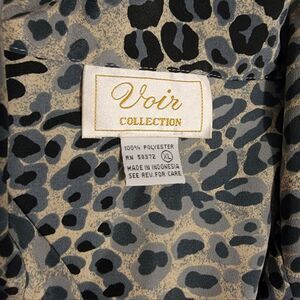 Voir
COLLECTION
100% POLYESTER
RN 58372 XL
MADE IN INDONESIA
SEE REV. FOR CARE